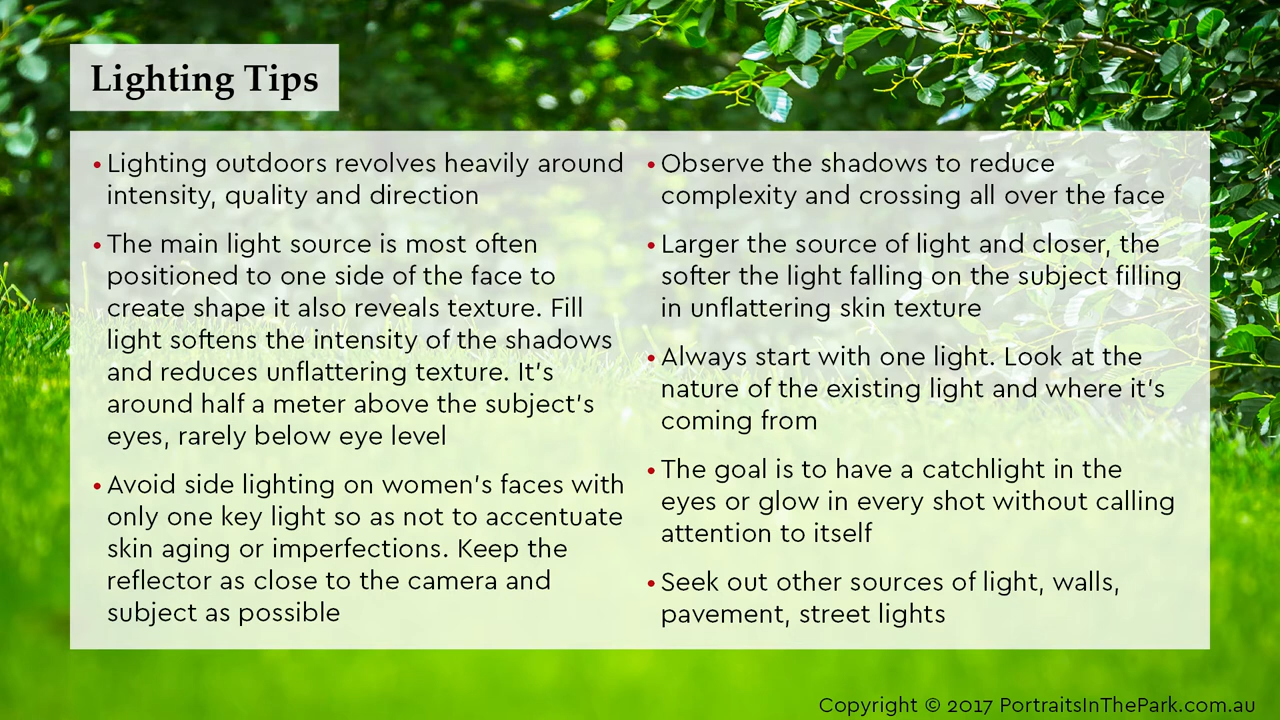 Lighting Tips
• Lighting outdoors revolves heavily around
intensity, quality and direction
• The main light source is most often
positioned to one side of the face to
create shape it also reveals texture. Fill
light softens the intensity of the shadows
and reduces unflattering texture. It's
around half a meter above the subject's
eyes, rarely below eye level
• Avoid side lighting on women's faces with
only one key light so as not to accentuate
skin aging or imperfections. Keep the
reflector as close to the camera and
subject as possible
• Observe the shadows to reduce
complexity and crossing all over the face
• Larger the source of light and closer, the
softer the light falling on the subject filling
in unflattering skin texture
• Always start with one light. Look at the
nature of the existing light and where it's
coming from
• The goal is to have a catchlight in the
eyes or glow in every shot without calling
attention to itself
• Seek out other sources of light, walls,
pavement, street lights
Copyright © 2017 PortraitsInThePark.com.au